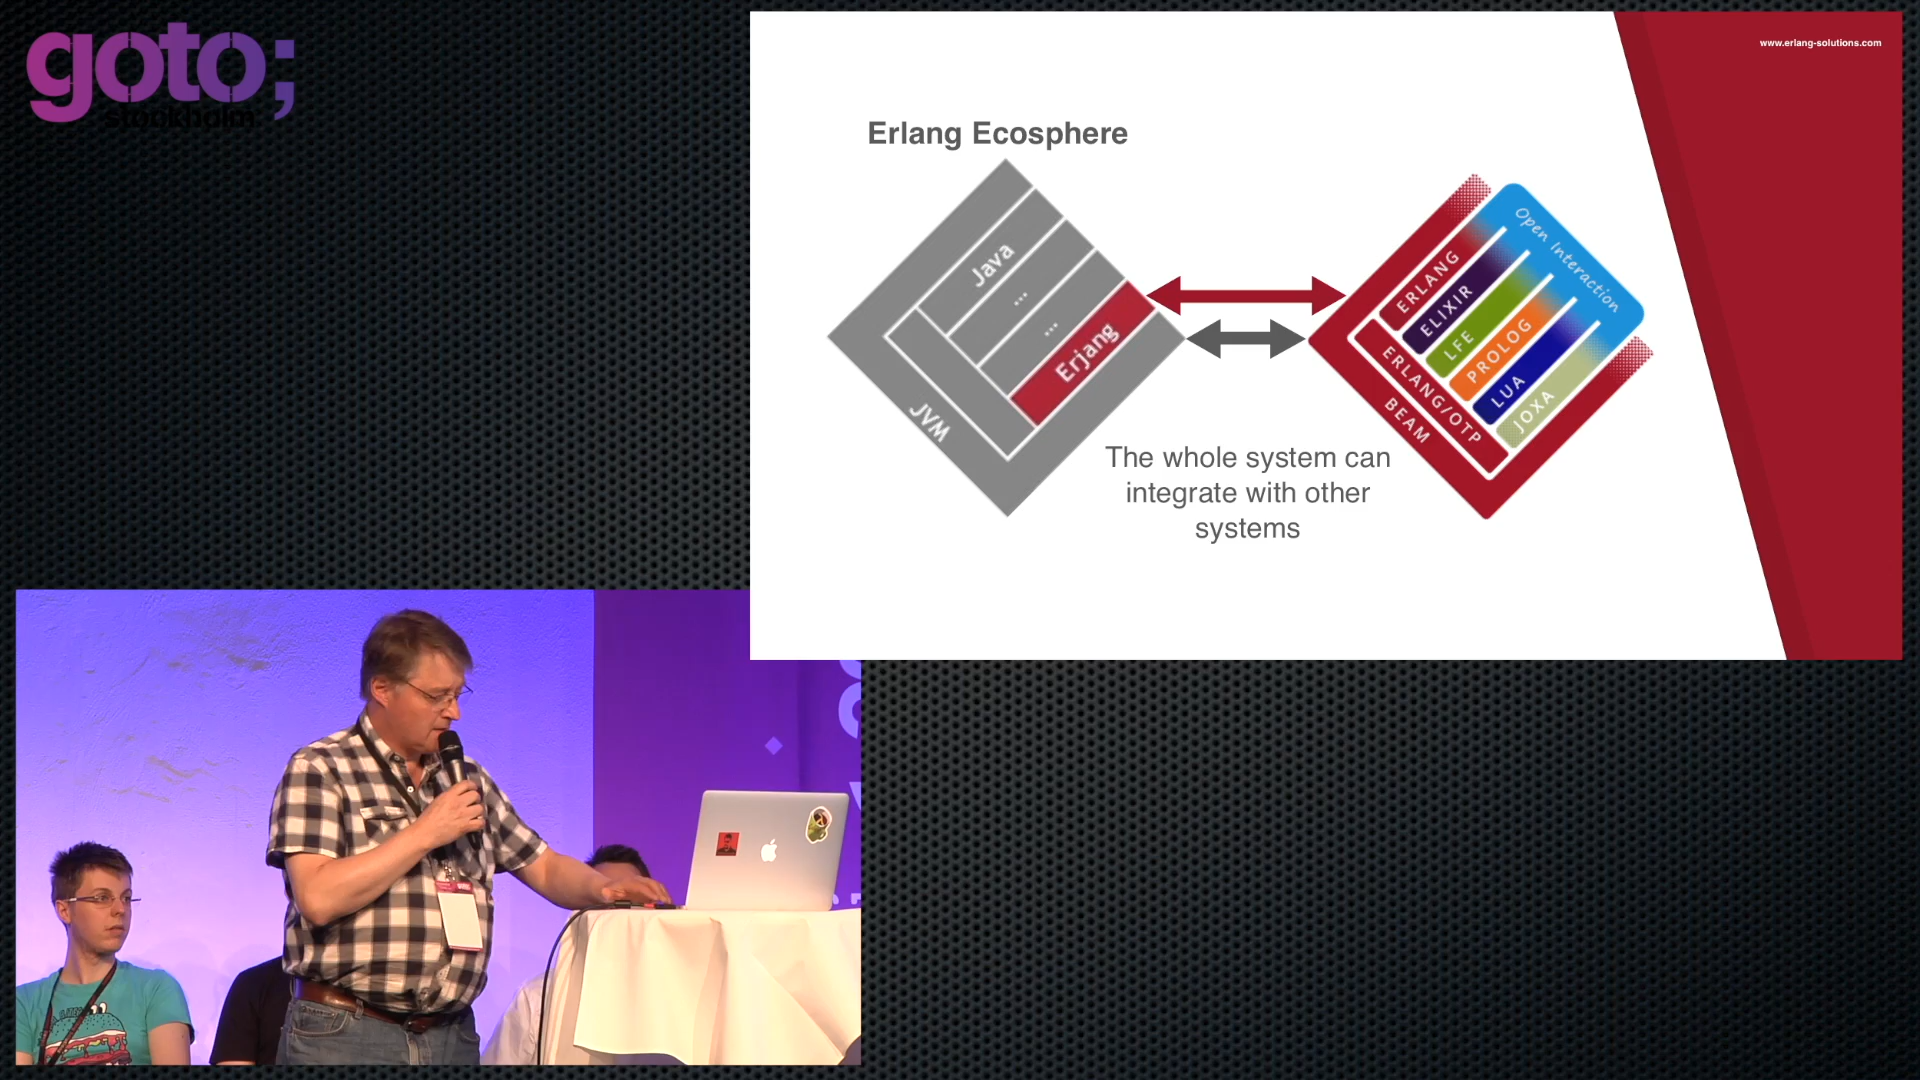 goto;
stockholm
www.erlang-solutions.com
Erlang Ecosphere
Java
...
...
Erjang
JVM
Open Interaction
ERLANG
ELIXIR
LFE
PROLOG
LUA
JOXA
ERLANG/OTP
BEAM
The whole system can
integrate with other
systems